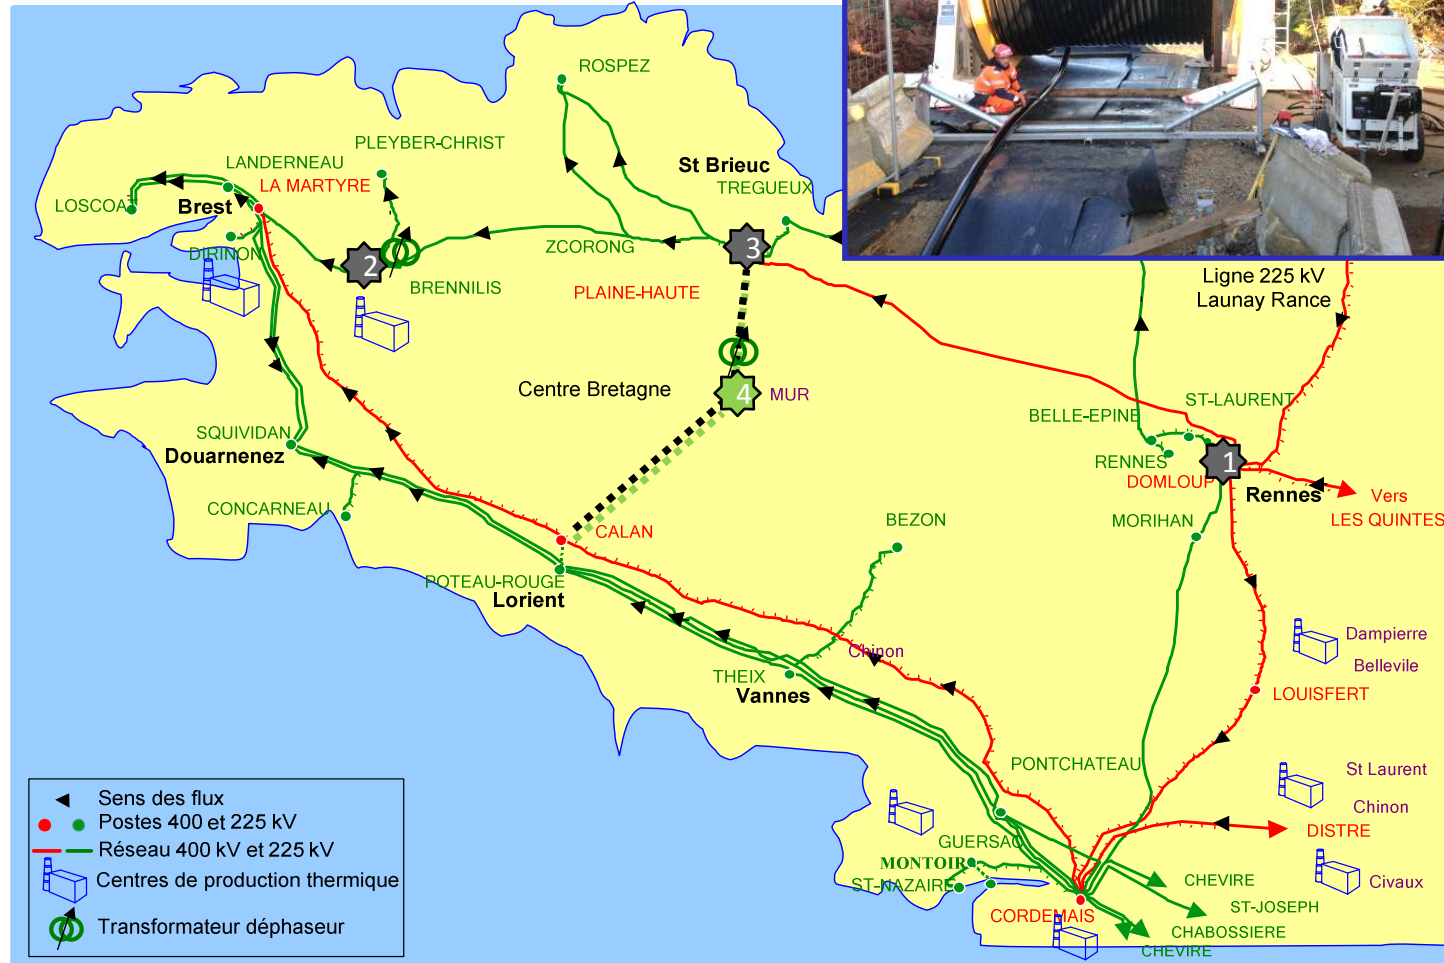 ROSPEZ
PLEYBER-CHRIST
LANDERNEAU
LA MARTYRE
St Brieuc
TREGUEUX
LOSCOAT
Brest
DIRINON
ZCORONG
3
2
BRENNILIS
PLAINE-HAUTE
Ligne 225 kV
Launay Rance
Centre Bretagne
4
MUR
ST-LAURENT
BELLE-EPINE
SQUIVIDAN
Douarnenez
RENNES
1
DOMLOUP
Rennes
Vers
LES QUINTES
CONCARNEAU
BEZON
MORIHAN
CALAN
POTEAU-ROUGE
Lorient
Dampierre
Bellevile
Chinon
THEIX
Vannes
LOUISFERT
PONTCHATEAU
St Laurent
Chinon
DISTRE
GUERSAC
MONTOIR
ST-NAZAIRE
CHEVIRE
Civaux
CORDEMAIS
ST-JOSEPH
CHABOSSIERE
CHEVIRE
Sens des flux
Postes 400 et 225 kV
Réseau 400 kV et 225 kV
Centres de production thermique
Transformateur déphaseur